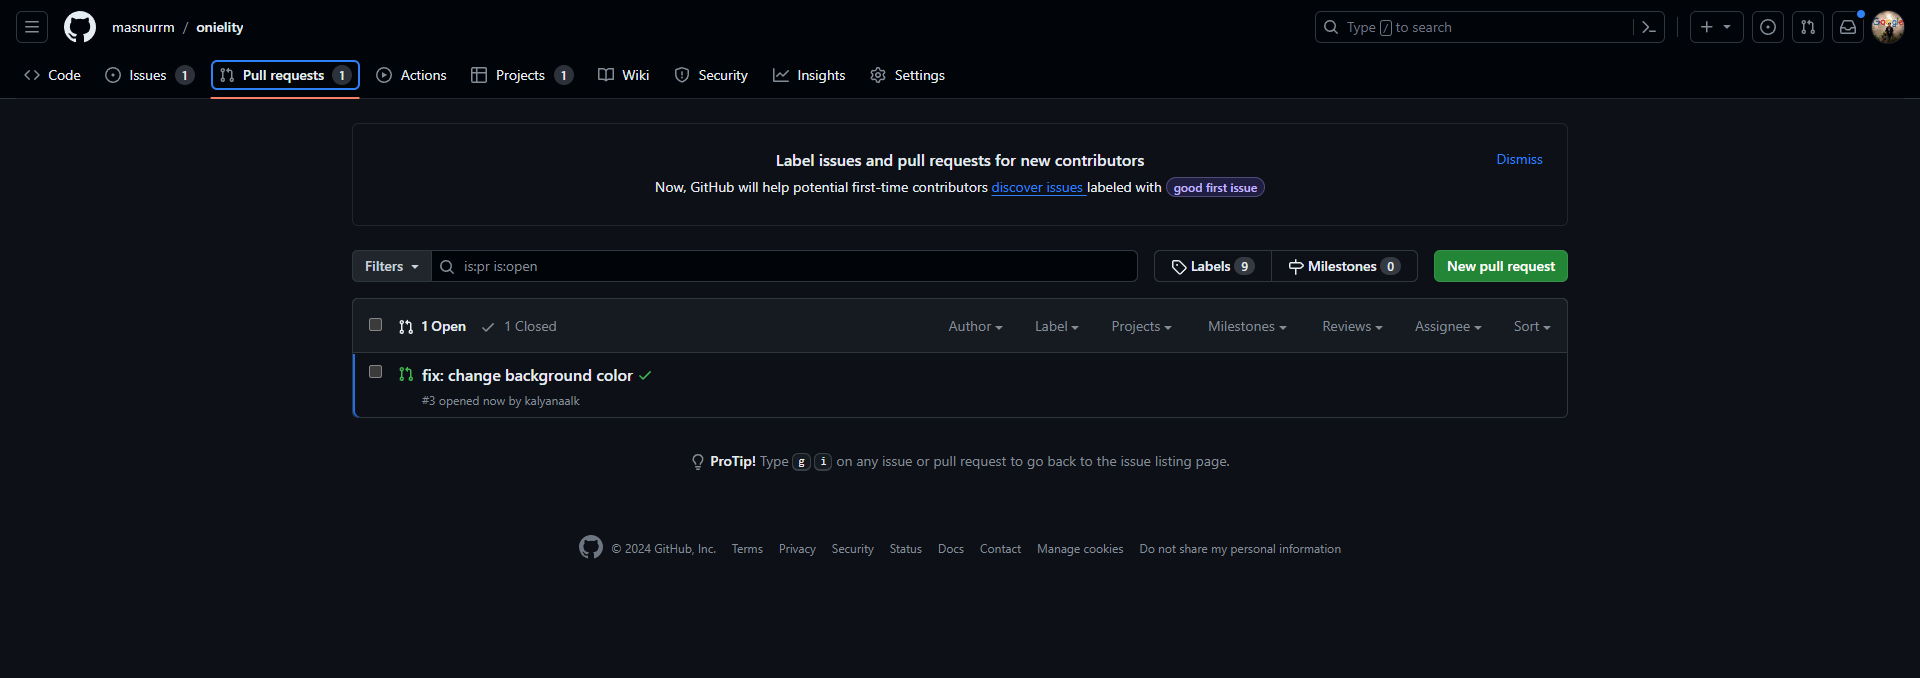 masnurrm / onielity
Type / to search
Code
Issues 1
Pull requests 1
Actions
Projects 1
Wiki
Security
Insights
Settings
Label issues and pull requests for new contributors
Dismiss
Now, GitHub will help potential first-time contributors discover issues labeled with good first issue
Filters
is:pr is:open
Labels 9
Milestones 0
New pull request
1 Open
1 Closed
Author
Label
Projects
Milestones
Reviews
Assignee
Sort
fix: change background color
#3 opened now by kalyanaalk
ProTip! Type g i on any issue or pull request to go back to the issue listing page.
© 2024 GitHub, Inc.
Terms
Privacy
Security
Status
Docs
Contact
Manage cookies
Do not share my personal information